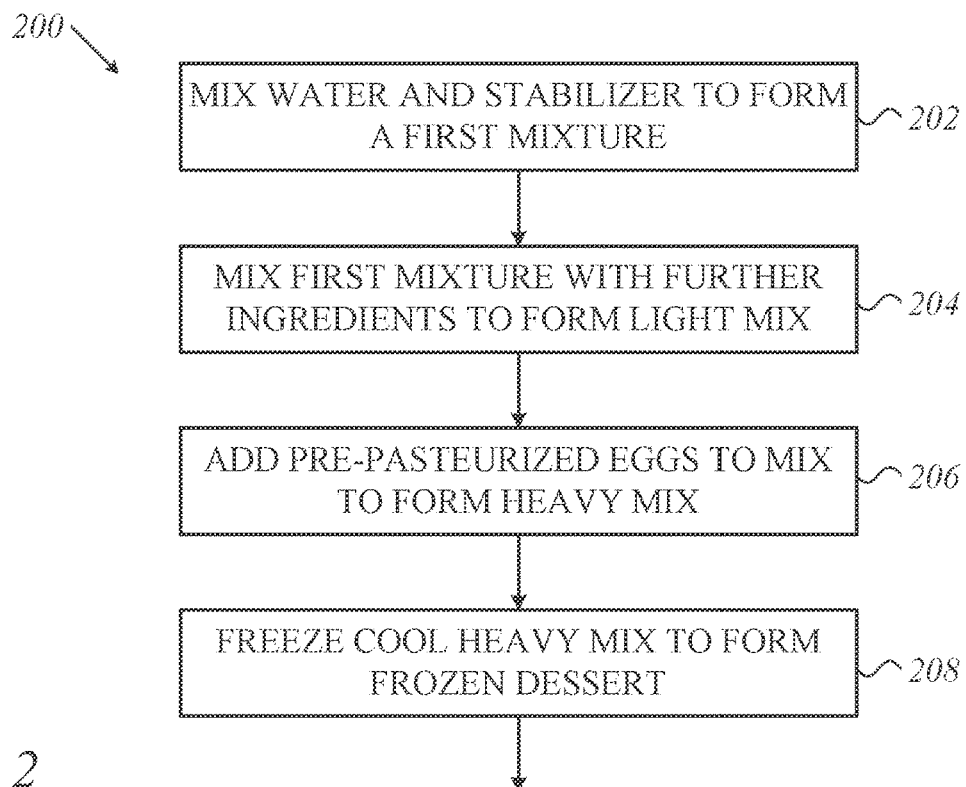 200
MIX WATER AND STABILIZER TO FORM
A FIRST MIXTURE
202
MIX FIRST MIXTURE WITH FURTHER
INGREDIENTS TO FORM LIGHT MIX
204
ADD PRE-PASTEURIZED EGGS TO MIX
TO FORM HEAVY MIX
206
FREEZE COOL HEAVY MIX TO FORM
FROZEN DESSERT
208
2